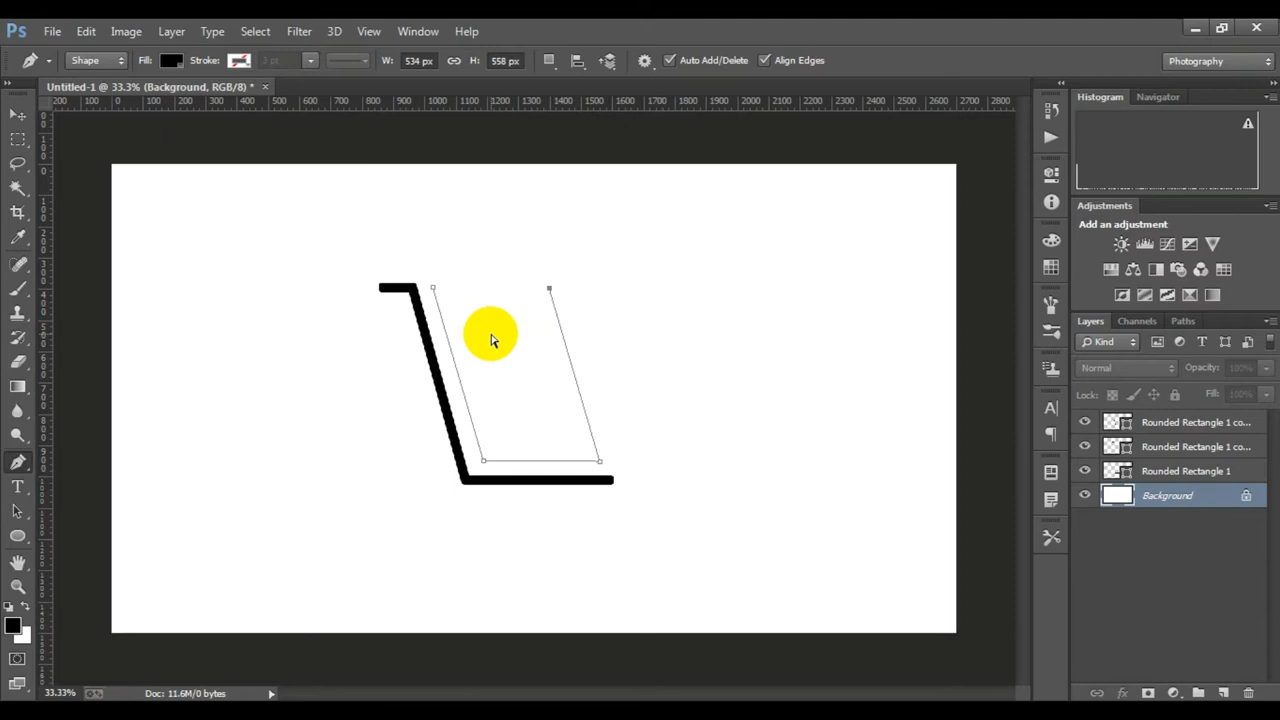 Ps File Edit Image Layer Type Select Filter 3D View Window Help
Shape Fill: Stroke: 3 pt W: 534 px H: 558 px Auto Add/Delete Align Edges Photography
Untitled-1 @ 33.3% (Background, RGB/8) * ×
Histogram Navigator
200 100 0 100 200 300 400 500 600 700 800 900 1000 1100 1200 1300 1400 1500 1600 1700 1800 1900 2000 2100 2200 2300 2400 2500 2600 2700 2800
Adjustments
Add an adjustment
Layers Channels Paths
Kind
Normal Opacity: 100%
Lock: Fill: 100%
Rounded Rectangle 1 co...
Rounded Rectangle 1 co...
Rounded Rectangle 1
Background
33.33% Doc: 11.6M/0 bytes